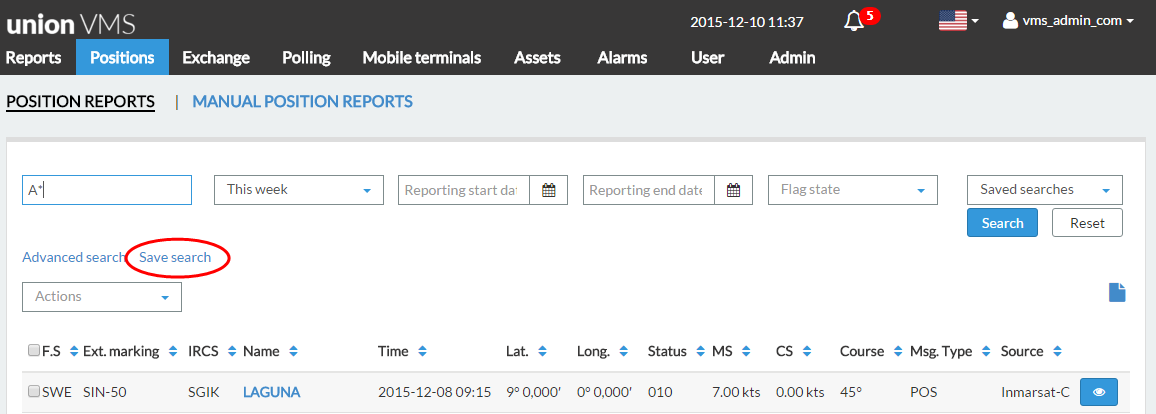 union VMS
2015-12-10 11:37
5
vms_admin_com
Reports Positions Exchange Polling Mobile terminals Assets Alarms User Admin
POSITION REPORTS | MANUAL POSITION REPORTS
A* This week Reporting start dat Reporting end date Flag state Saved searches
Search Reset
Advanced search Save search
Actions
F.S Ext. marking IRCS Name Time Lat. Long. Status MS CS Course Msg. Type Source
SWE SIN-50 SGIK LAGUNA 2015-12-08 09:15 9° 0,000' 0° 0,000' 010 7.00 kts 0.00 kts 45° POS Inmarsat-C